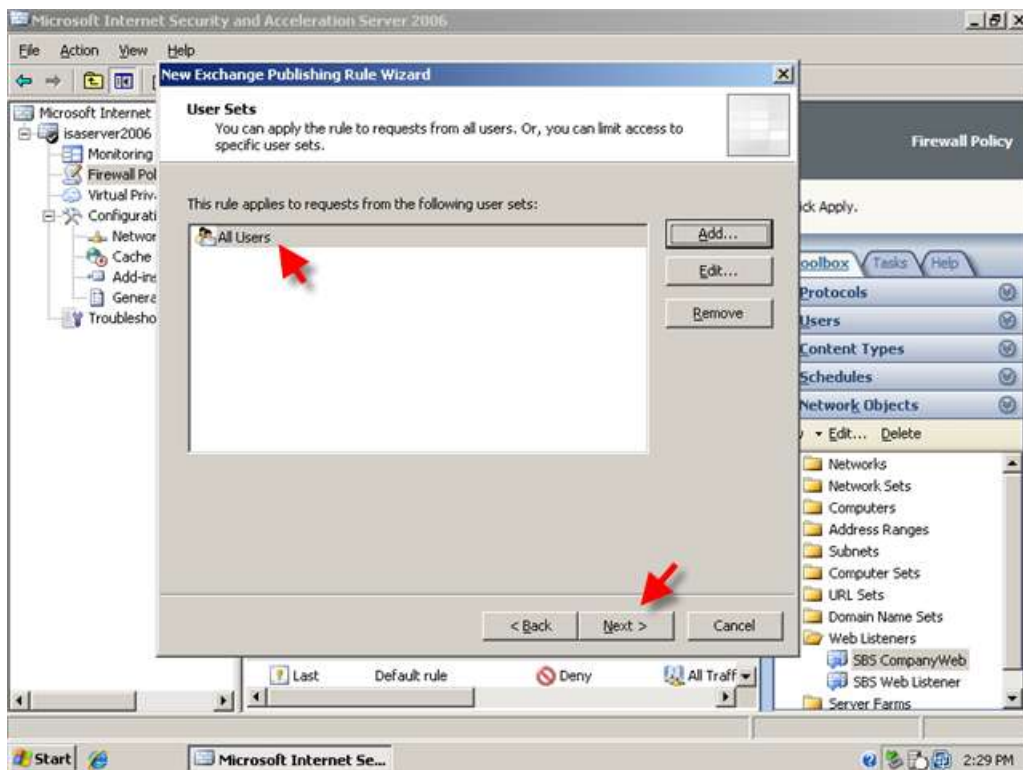 Microsoft Internet Security and Acceleration Server 2006
File Action View Help
New Exchange Publishing Rule Wizard
User Sets
You can apply the rule to requests from all users. Or, you can limit access to
specific user sets.
This rule applies to requests from the following user sets:
All Users
Add...
Edit...
Remove
< Back
Next >
Cancel
Microsoft Internet
isaserver2006
Monitoring
Firewall Pol
Virtual Priv
Configurati
Networ
Cache
Add-ins
Genera
Troublesho
Firewall Policy
ick Apply.
oolbox Tasks Help
Protocols
Users
Content Types
Schedules
Network Objects
Edit... Delete
Networks
Network Sets
Computers
Address Ranges
Subnets
Computer Sets
URL Sets
Domain Name Sets
Web Listeners
SBS CompanyWeb
SBS Web Listener
Server Farms
Last Default rule Deny All Traff
Start
Microsoft Internet Se...
2:29 PM